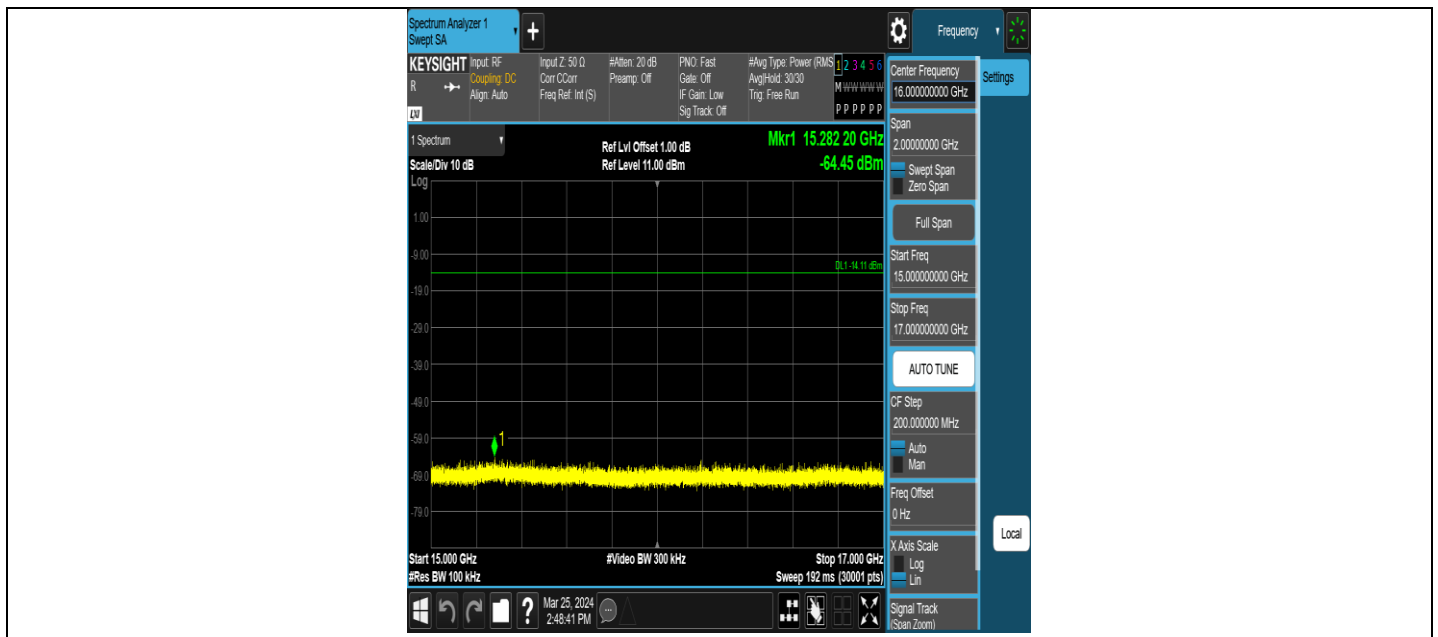 Spectrum Analyzer 1
Swept SA
+
Frequency
KEYSIGHT
R
LXI
Input: RF
Coupling: DC
Align: Auto
Input Z: 50 Ω
Corr CCorr
Freq Ref: Int (S)
#Atten: 20 dB
Preamp: Off
PNO: Fast
Gate: Off
IF Gain: Low
Sig Track: Off
#Avg Type: Power (RMS
Avg|Hold: 30/30
Trig: Free Run
1 2 3 4 5 6
M W W W W W
P P P P P P
1 Spectrum
Scale/Div 10 dB
Log
Ref Lvl Offset 1.00 dB
Ref Level 11.00 dBm
Mkr1 15.282 20 GHz
-64.45 dBm
1.00
-9.00
DL1 -14.11 dBm
-19.0
-29.0
-39.0
-49.0
-59.0
1
-69.0
-79.0
Start 15.000 GHz
#Video BW 300 kHz
Stop 17.000 GHz
#Res BW 100 kHz
Sweep 192 ms (30001 pts)
Center Frequency
16.000000000 GHz
Settings
Span
2.00000000 GHz
Swept Span
Zero Span
Full Span
Start Freq
15.000000000 GHz
Stop Freq
17.000000000 GHz
AUTO TUNE
CF Step
200.000000 MHz
Auto
Man
Freq Offset
0 Hz
X Axis Scale
Log
Lin
Signal Track
(Span Zoom)
Local
?
Mar 25, 2024
2:48:41 PM